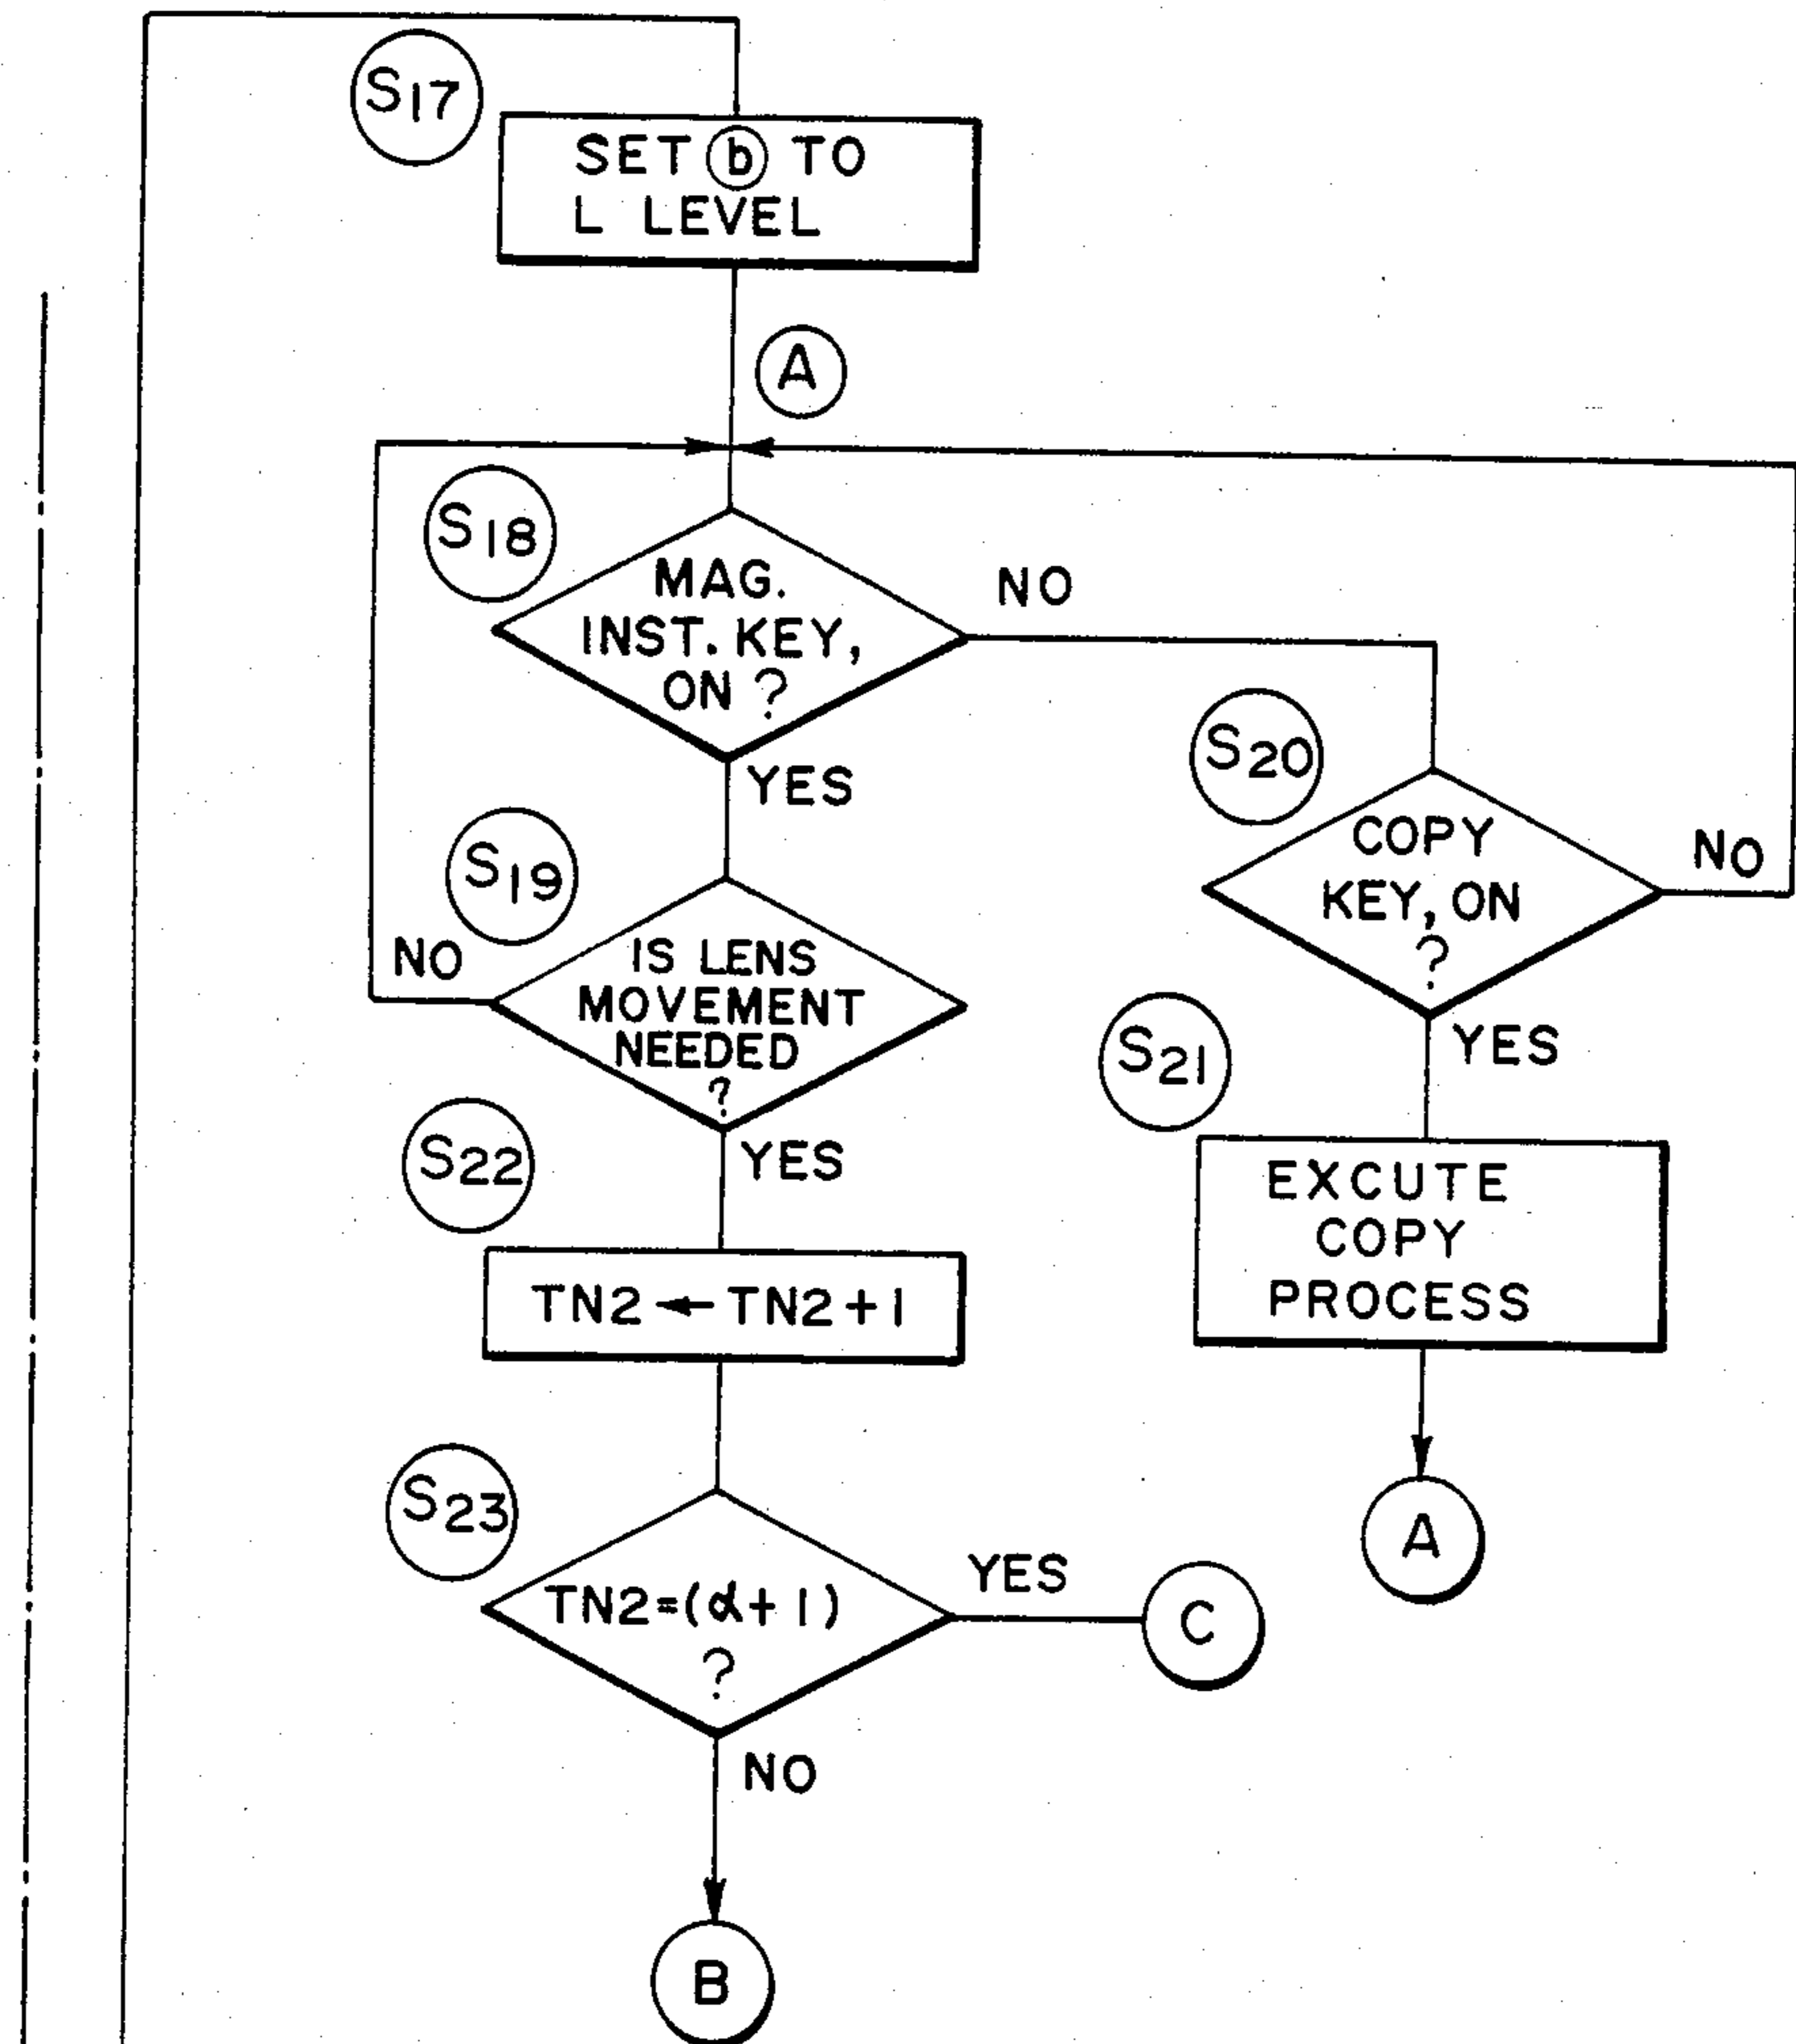 S17
SET b TO
L LEVEL
A
S18
MAG.
INST. KEY,
ON ?
NO
YES
S20
COPY
KEY, ON
?
NO
S19
NO
IS LENS
MOVEMENT
NEEDED
?
YES
S21
YES
EXCUTE
COPY
PROCESS
A
S22
TN2 ← TN2+1
S23
TN2=(α+1)
?
YES
C
NO
B